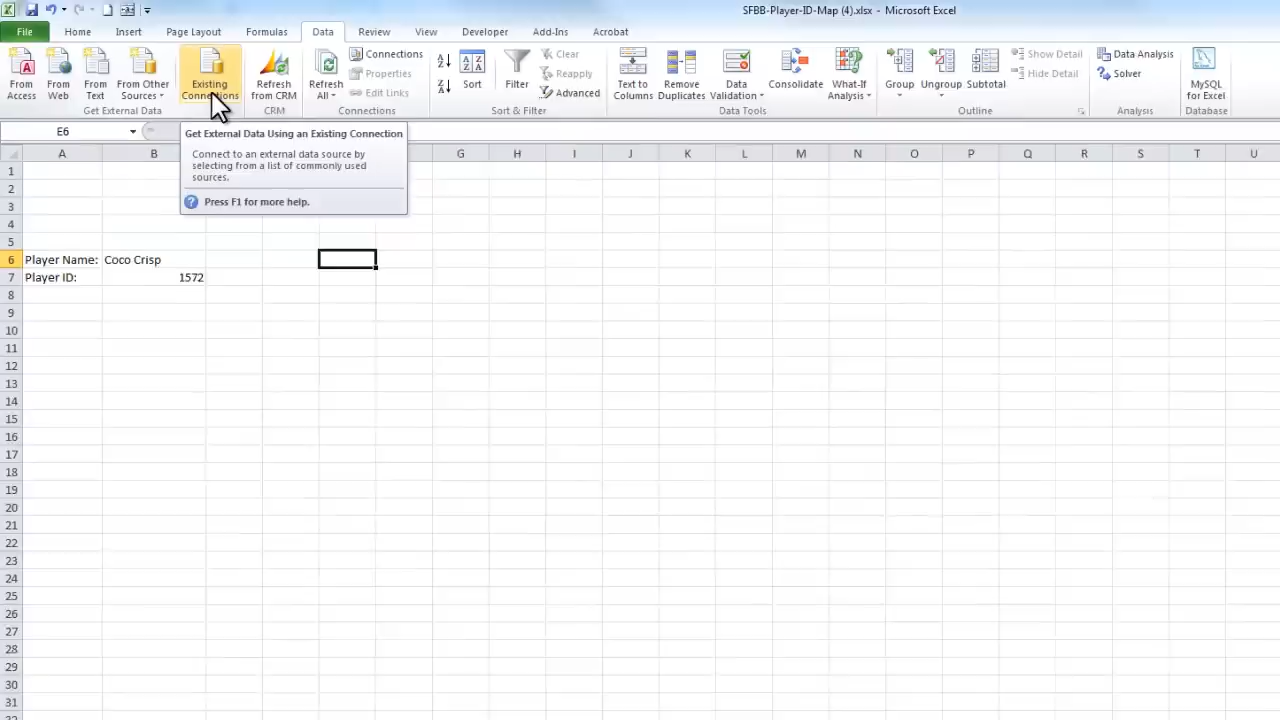 SFBB-Player-ID-Map (4).xlsx - Microsoft Excel
File Home Insert Page Layout Formulas Data Review View Developer Add-Ins Acrobat
From Access
From Web
From Text
From Other Sources
Existing Connections
Get External Data
Refresh from CRM
CRM
Refresh All
Connections
Properties
Edit Links
Connections
Sort
Filter
Clear
Reapply
Advanced
Sort & Filter
Text to Columns
Remove Duplicates
Data Validation
Consolidate
What-If Analysis
Data Tools
Group
Ungroup
Subtotal
Show Detail
Hide Detail
Outline
Data Analysis
Solver
Analysis
MySQL for Excel
Database
E6
Get External Data Using an Existing Connection
Connect to an external data source by
selecting from a list of commonly used
sources.
Press F1 for more help.
A B G H I J K L M N O P Q R S T U
1
2
3
4
5
6 Player Name: Coco Crisp
7 Player ID: 1572
8
9
10
11
12
13
14
15
16
17
18
19
20
21
22
23
24
25
26
27
28
29
30
31